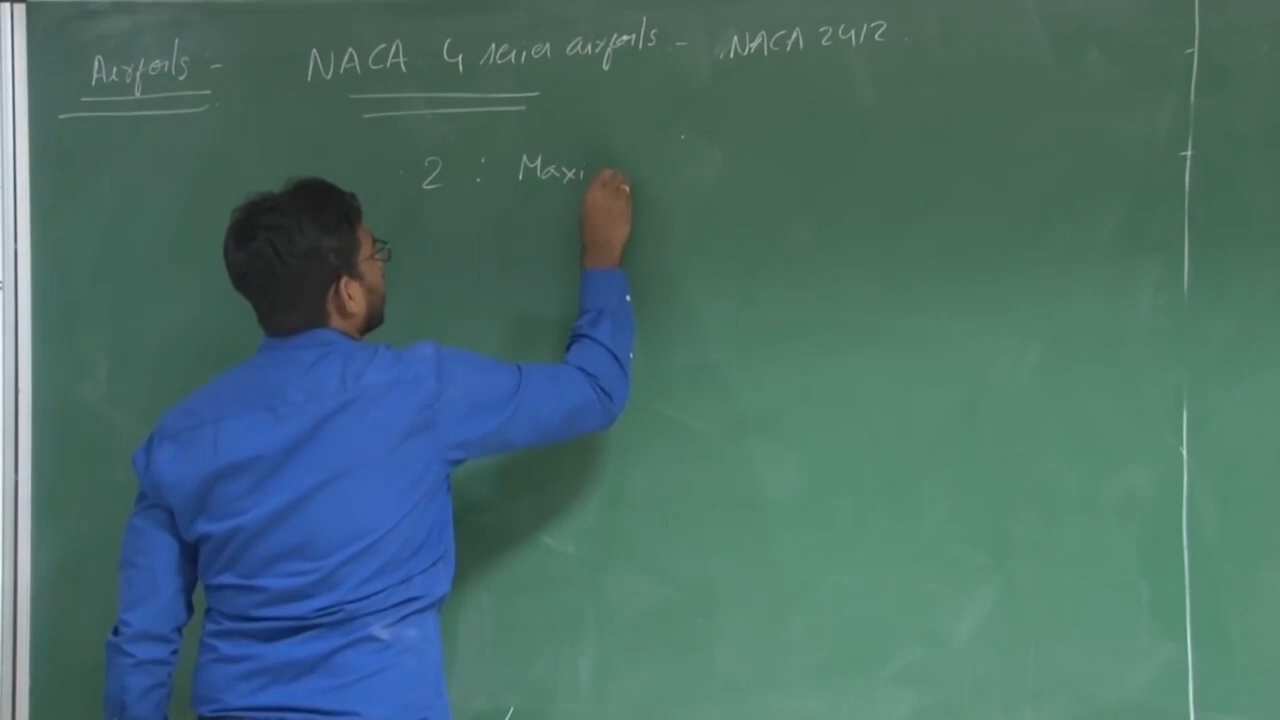 Airfoils - NACA 4 series airfoils - NACA 2412.
2 : Maxi